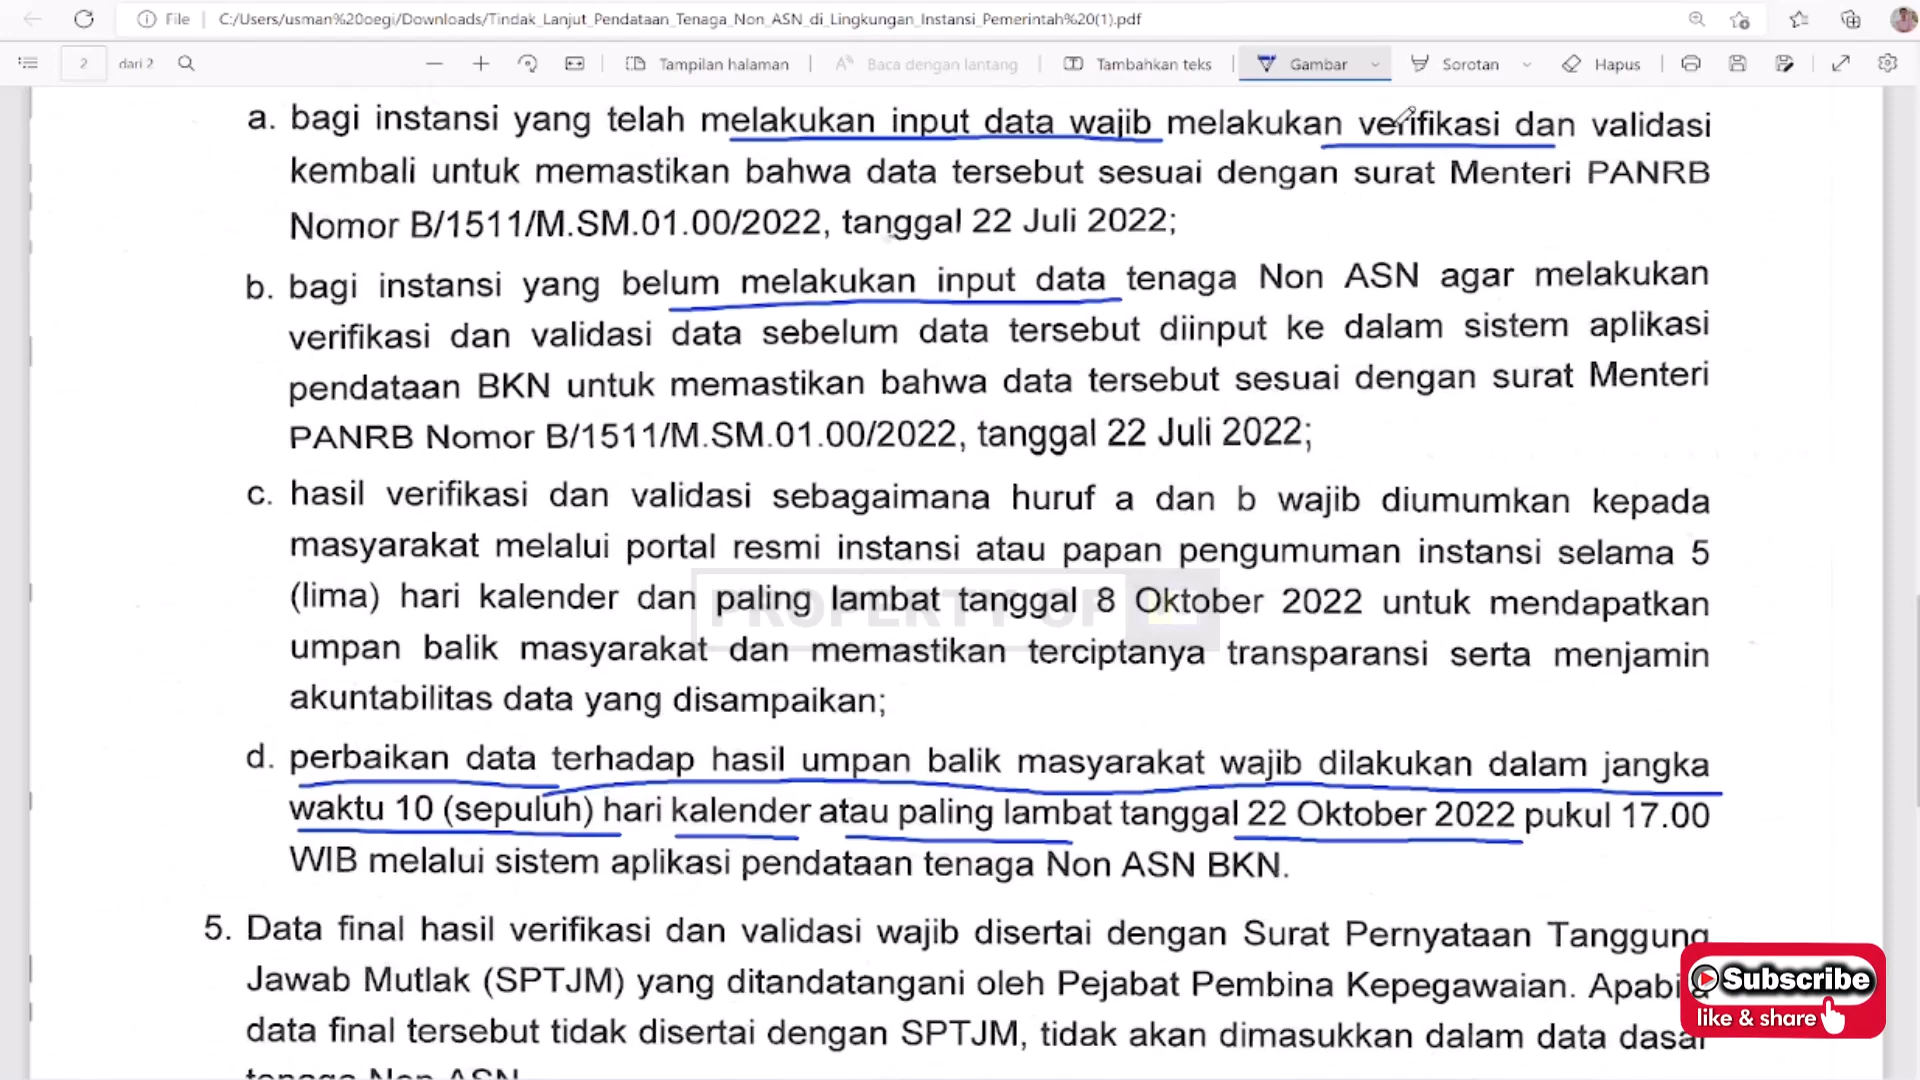 File C:/Users/usman%20oegi/Downloads/Tindak_Lanjut_Pendataan_Tenaga_Non_ASN_di_Lingkungan_Instansi_Pemerintah%20(1).pdf
2 dari 2 Tampilan halaman Baca dengan lantang Tambahkan teks Gambar Sorotan Hapus
a. bagi instansi yang telah melakukan input data wajib melakukan verifikasi dan validasi
kembali untuk memastikan bahwa data tersebut sesuai dengan surat Menteri PANRB
Nomor B/1511/M.SM.01.00/2022, tanggal 22 Juli 2022;
b. bagi instansi yang belum melakukan input data tenaga Non ASN agar melakukan
verifikasi dan validasi data sebelum data tersebut diinput ke dalam sistem aplikasi
pendataan BKN untuk memastikan bahwa data tersebut sesuai dengan surat Menteri
PANRB Nomor B/1511/M.SM.01.00/2022, tanggal 22 Juli 2022;
c. hasil verifikasi dan validasi sebagaimana huruf a dan b wajib diumumkan kepada
masyarakat melalui portal resmi instansi atau papan pengumuman instansi selama 5
(lima) hari kalender dan paling lambat tanggal 8 Oktober 2022 untuk mendapatkan
PROPERTY OF
umpan balik masyarakat dan memastikan terciptanya transparansi serta menjamin
akuntabilitas data yang disampaikan;
d. perbaikan data terhadap hasil umpan balik masyarakat wajib dilakukan dalam jangka
waktu 10 (sepuluh) hari kalender atau paling lambat tanggal 22 Oktober 2022 pukul 17.00
WIB melalui sistem aplikasi pendataan tenaga Non ASN BKN.
5. Data final hasil verifikasi dan validasi wajib disertai dengan Surat Pernyataan Tanggung
Jawab Mutlak (SPTJM) yang ditandatangani oleh Pejabat Pembina Kepegawaian.
data final tersebut tidak disertai dengan SPTJM, tidak akan dimasukkan dalam data dasar
tenaga Non ASN
Subscribe
like & share